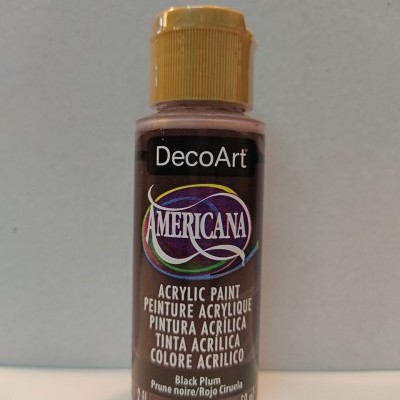 DecoArt®
AMERICANA
ACRYLIC PAINT
PEINTURE ACRYLIQUE
PINTURA ACRÍLICA
TINTA ACRÍLICA
COLORE ACRILICO
Black Plum
Prune noire/Rojo Ciruela